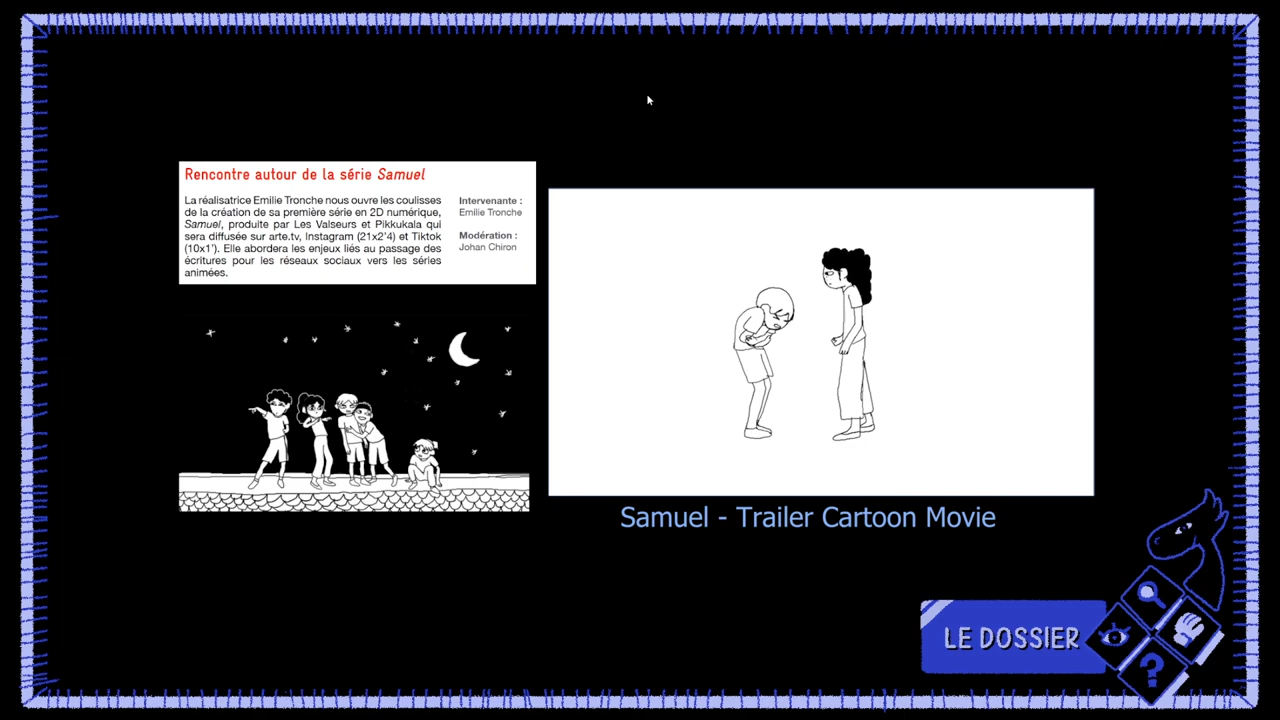 Rencontre autour de la série Samuel
La réalisatrice Emilie Tronche nous ouvre les coulisses
de la création de sa première série en 2D numérique,
Samuel, produite par Les Valseurs et Pikkukala qui
sera diffusée sur arte.tv, Instagram (21x2'4) et Tiktok
(10x1'). Elle abordera les enjeux liés au passage des
écritures pour les réseaux sociaux vers les séries
animées.
Intervenante :
Emilie Tronche
Modération :
Johan Chiron
Samuel - Trailer Cartoon Movie
LE DOSSIER
?